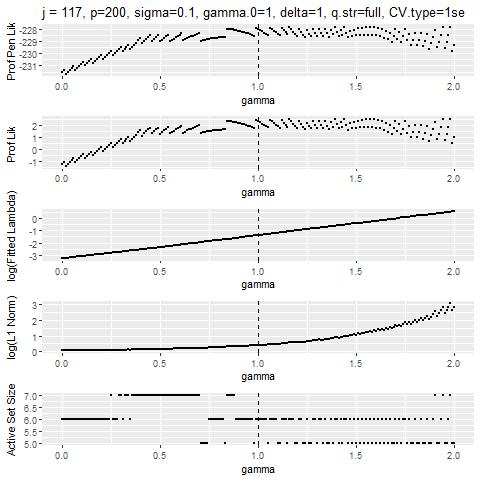 j = 117, p=200, sigma=0.1, gamma.0=1, delta=1, q.str=full, CV.type=1se
Prof Pen Lik
-228
-229
-230
-231
0.0 0.5 1.0 1.5 2.0
gamma
Prof Lik
2
1
0
-1
0.0 0.5 1.0 1.5 2.0
gamma
log(Fitted Lambda)
0
-1
-2
-3
0.0 0.5 1.0 1.5 2.0
gamma
log(L1 Norm)
3
2
1
0
0.0 0.5 1.0 1.5 2.0
gamma
Active Set Size
7.0
6.5
6.0
5.5
5.0
0.0 0.5 1.0 1.5 2.0
gamma